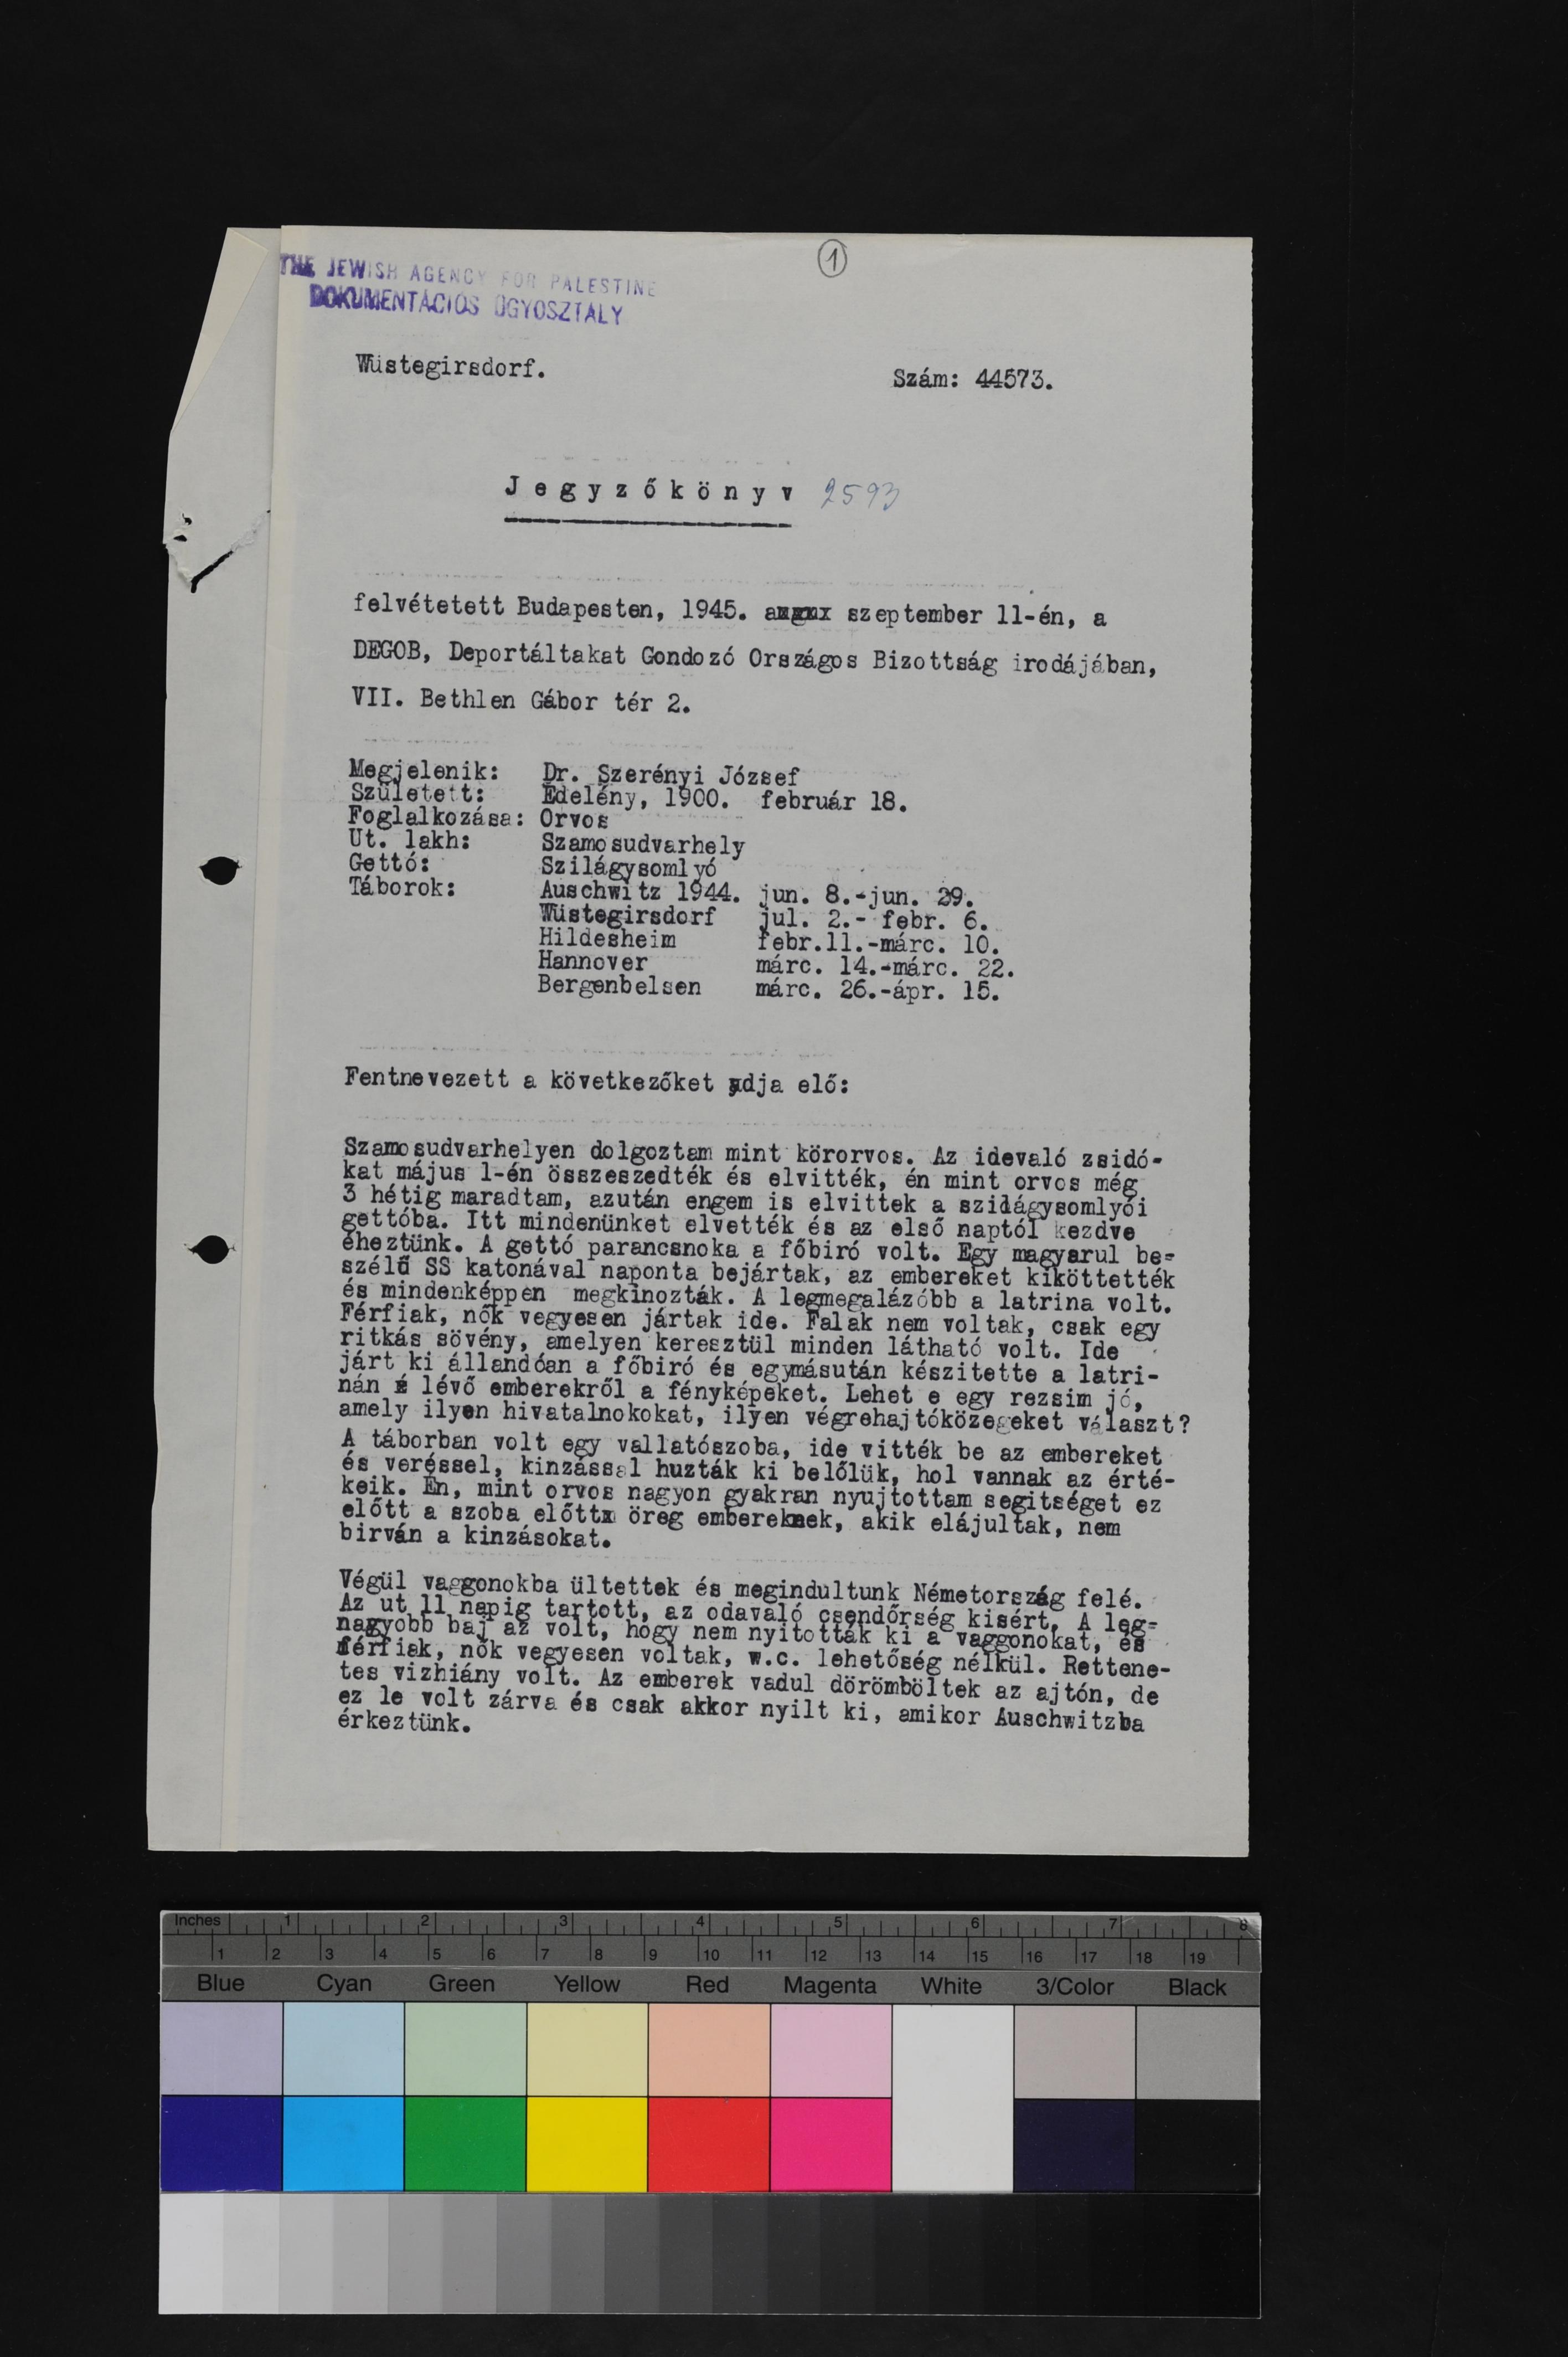 1
THE JEWISH AGENCY FOR PALESTINE
DOKUMENTÁCIOS ÜGYOSZTALY
Wüstegirsdorf.
Szám: 44573.
Jegyzőkönyv 2593
felvétetett Budapesten, 1945. szeptember 11-én, a
DEGOB, Deportáltakat Gondozó Országos Bizottság irodájában,
VII. Bethlen Gábor tér 2.
Megjelenik: Dr. Szerényi József
Született: Edelény, 1900. február 18.
Foglalkozása: Orvos
Ut. lakh: Szamosudvarhely
Gettó: Szilágysomlyó
Táborok: Auschwitz 1944. jun. 8.-jun. 29.
Wüstegirsdorf jul. 2.- febr. 6.
Hildesheim febr.11.-márc. 10.
Hannover márc. 14.-márc. 22.
Bergenbelsen márc. 26.-ápr. 15.
Fentnevezett a következőket adja elő:
Szamosudvarhelyen dolgoztam mint körorvos. Az idevaló zsidó-
kat május 1-én összeszedték és elvitték, én mint orvos még
3 hétig maradtam, azután engem is elvittek a szidágysomlyói
gettóba. Itt mindenünket elvették és az első naptól kezdve
éheztünk. A gettó parancsnoka a főbiró volt. Egy magyarul be-
szélő SS katonával naponta bejártak, az embereket kiköttették
és mindenképpen megkinozták. A legmegalázóbb a latrina volt.
Férfiak, nők vegyesen jártak ide. Falak nem voltak, csak egy
ritkás sövény, amelyen keresztül minden látható volt. Ide
járt ki állandóan a főbiró és egymásután készitette a latri-
nán lévő emberekről a fényképeket. Lehet e egy rezsim jó,
amely ilyen hivatalnokokat, ilyen végrehajtóközegeket választ?
A táborban volt egy vallatószoba, ide vitték be az embereket
és veréssel, kinzással huzták ki belőlük, hol vannak az érté-
keik. Én, mint orvos nagyon gyakran nyujtottam segitséget ez
előtt a szoba előtt öreg embereknek, akik elájultak, nem
birván a kinzásokat.
Végül vaggonokba ültettek és megindultunk Németország felé.
Az ut 11 napig tartott, az odavaló csendőrség kisért. A leg-
nagyobb baj az volt, hogy nem nyitották ki a vaggonokat, és
férfiak, nők vegyesen voltak, w.c. lehetőség nélkül. Rettene-
tes vizhiány volt. Az emberek vadul dörömböltek az ajtón, de
ez le volt zárva és csak akkor nyilt ki, amikor Auschwitzba
érkeztünk.
Inches 1 2 3 4 5 6 7 8
1 2 3 4 5 6 7 8 9 10 11 12 13 14 15 16 17 18 19
Blue Cyan Green Yellow Red Magenta White 3/Color Black